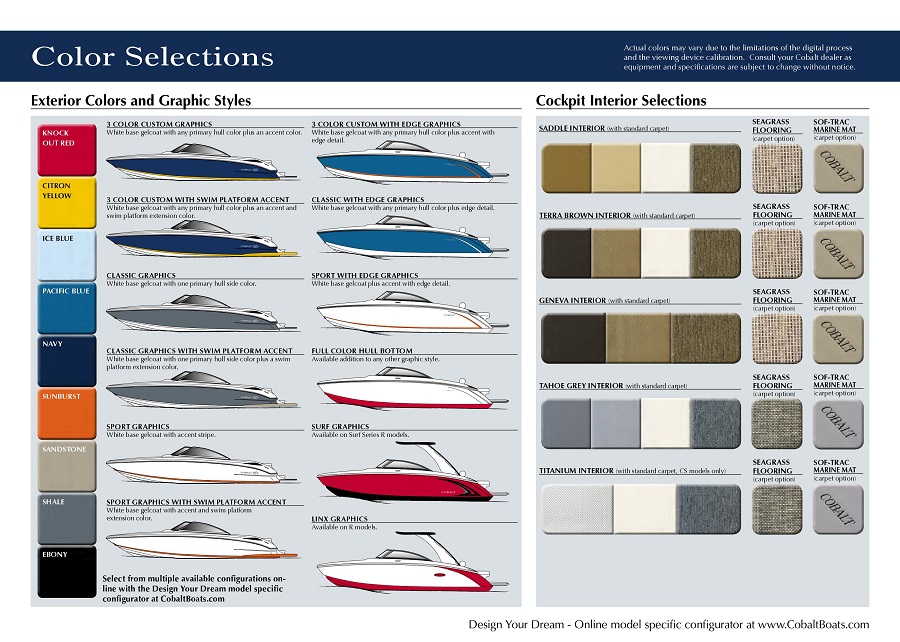 Color Selections
Actual colors may vary due to the limitations of the digital process
and the viewing device calibration. Consult your Cobalt dealer as
equipment and specifications are subject to change without notice.
Exterior Colors and Graphic Styles
KNOCK
OUT RED
CITRON
YELLOW
ICE BLUE
PACIFIC BLUE
NAVY
SUNBURST
SANDSTONE
SHALE
EBONY
3 COLOR CUSTOM GRAPHICS
White base gelcoat with any primary hull color plus an accent color.
3 COLOR CUSTOM WITH SWIM PLATFORM ACCENT
White base gelcoat with any primary hull color plus an accent and
swim platform extension color.
CLASSIC GRAPHICS
White base gelcoat with one primary hull side color.
CLASSIC GRAPHICS WITH SWIM PLATFORM ACCENT
White base gelcoat with one primary hull side color plus a swim
platform extension color.
SPORT GRAPHICS
White base gelcoat with accent stripe.
SPORT GRAPHICS WITH SWIM PLATFORM ACCENT
White base gelcoat with accent and swim platform
extension color.
Select from multiple available configurations on-
line with the Design Your Dream model specific
configurator at CobaltBoats.com
3 COLOR CUSTOM WITH EDGE GRAPHICS
White base gelcoat with any primary hull color plus accent with
edge detail.
CLASSIC WITH EDGE GRAPHICS
White base gelcoat with any primary hull color plus edge detail.
SPORT WITH EDGE GRAPHICS
White base gelcoat plus accent with edge detail.
FULL COLOR HULL BOTTOM
Available addition to any other graphic style.
SURF GRAPHICS
Available on Surf Series R models.
LINX GRAPHICS
Available on R models.
Cockpit Interior Selections
SADDLE INTERIOR (with standard carpet)
SEAGRASS
FLOORING
(carpet option)
SOF-TRAC
MARINE MAT
(carpet option)
COBALT
TERRA BROWN INTERIOR (with standard carpet)
SEAGRASS
FLOORING
(carpet option)
SOF-TRAC
MARINE MAT
(carpet option)
COBALT
GENEVA INTERIOR (with standard carpet)
SEAGRASS
FLOORING
(carpet option)
SOF-TRAC
MARINE MAT
(carpet option)
COBALT
TAHOE GREY INTERIOR (with standard carpet)
SEAGRASS
FLOORING
(carpet option)
SOF-TRAC
MARINE MAT
(carpet option)
COBALT
TITANIUM INTERIOR (with standard carpet, CS models only)
SEAGRASS
FLOORING
(carpet option)
SOF-TRAC
MARINE MAT
(carpet option)
COBALT
Design Your Dream - Online model specific configurator at www.CobaltBoats.com